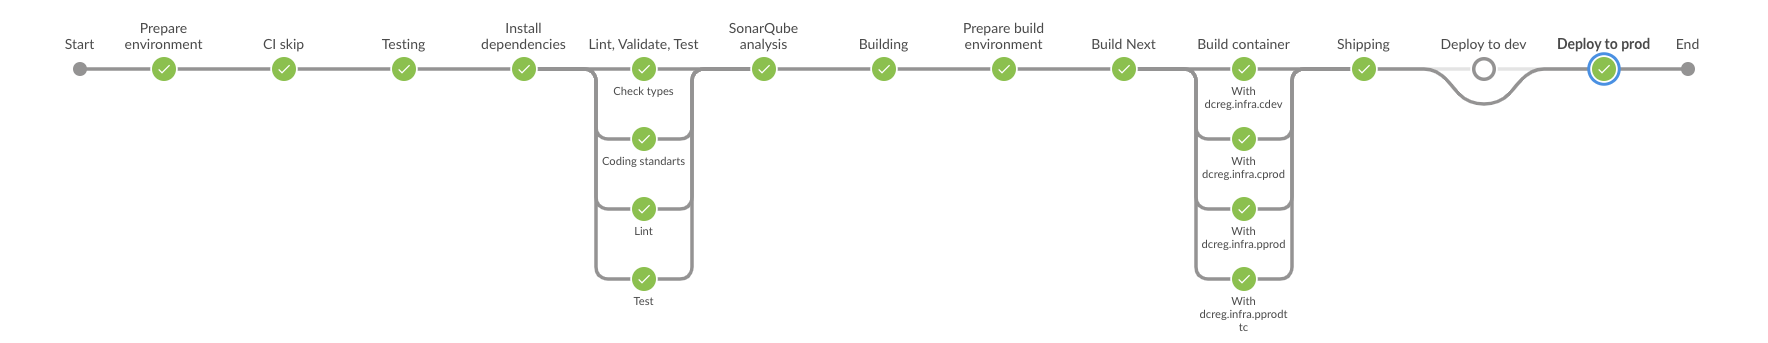 Start
Prepare
environment
CI skip
Testing
Install
dependencies
Lint, Validate, Test
SonarQube
analysis
Building
Prepare build
environment
Build Next
Build container
Shipping
Deploy to dev
Deploy to prod
End
Check types
Coding standarts
Lint
Test
With
dcreg.infra.cdev
With
dcreg.infra.cprod
With
dcreg.infra.pprod
With
dcreg.infra.pprodt
tc